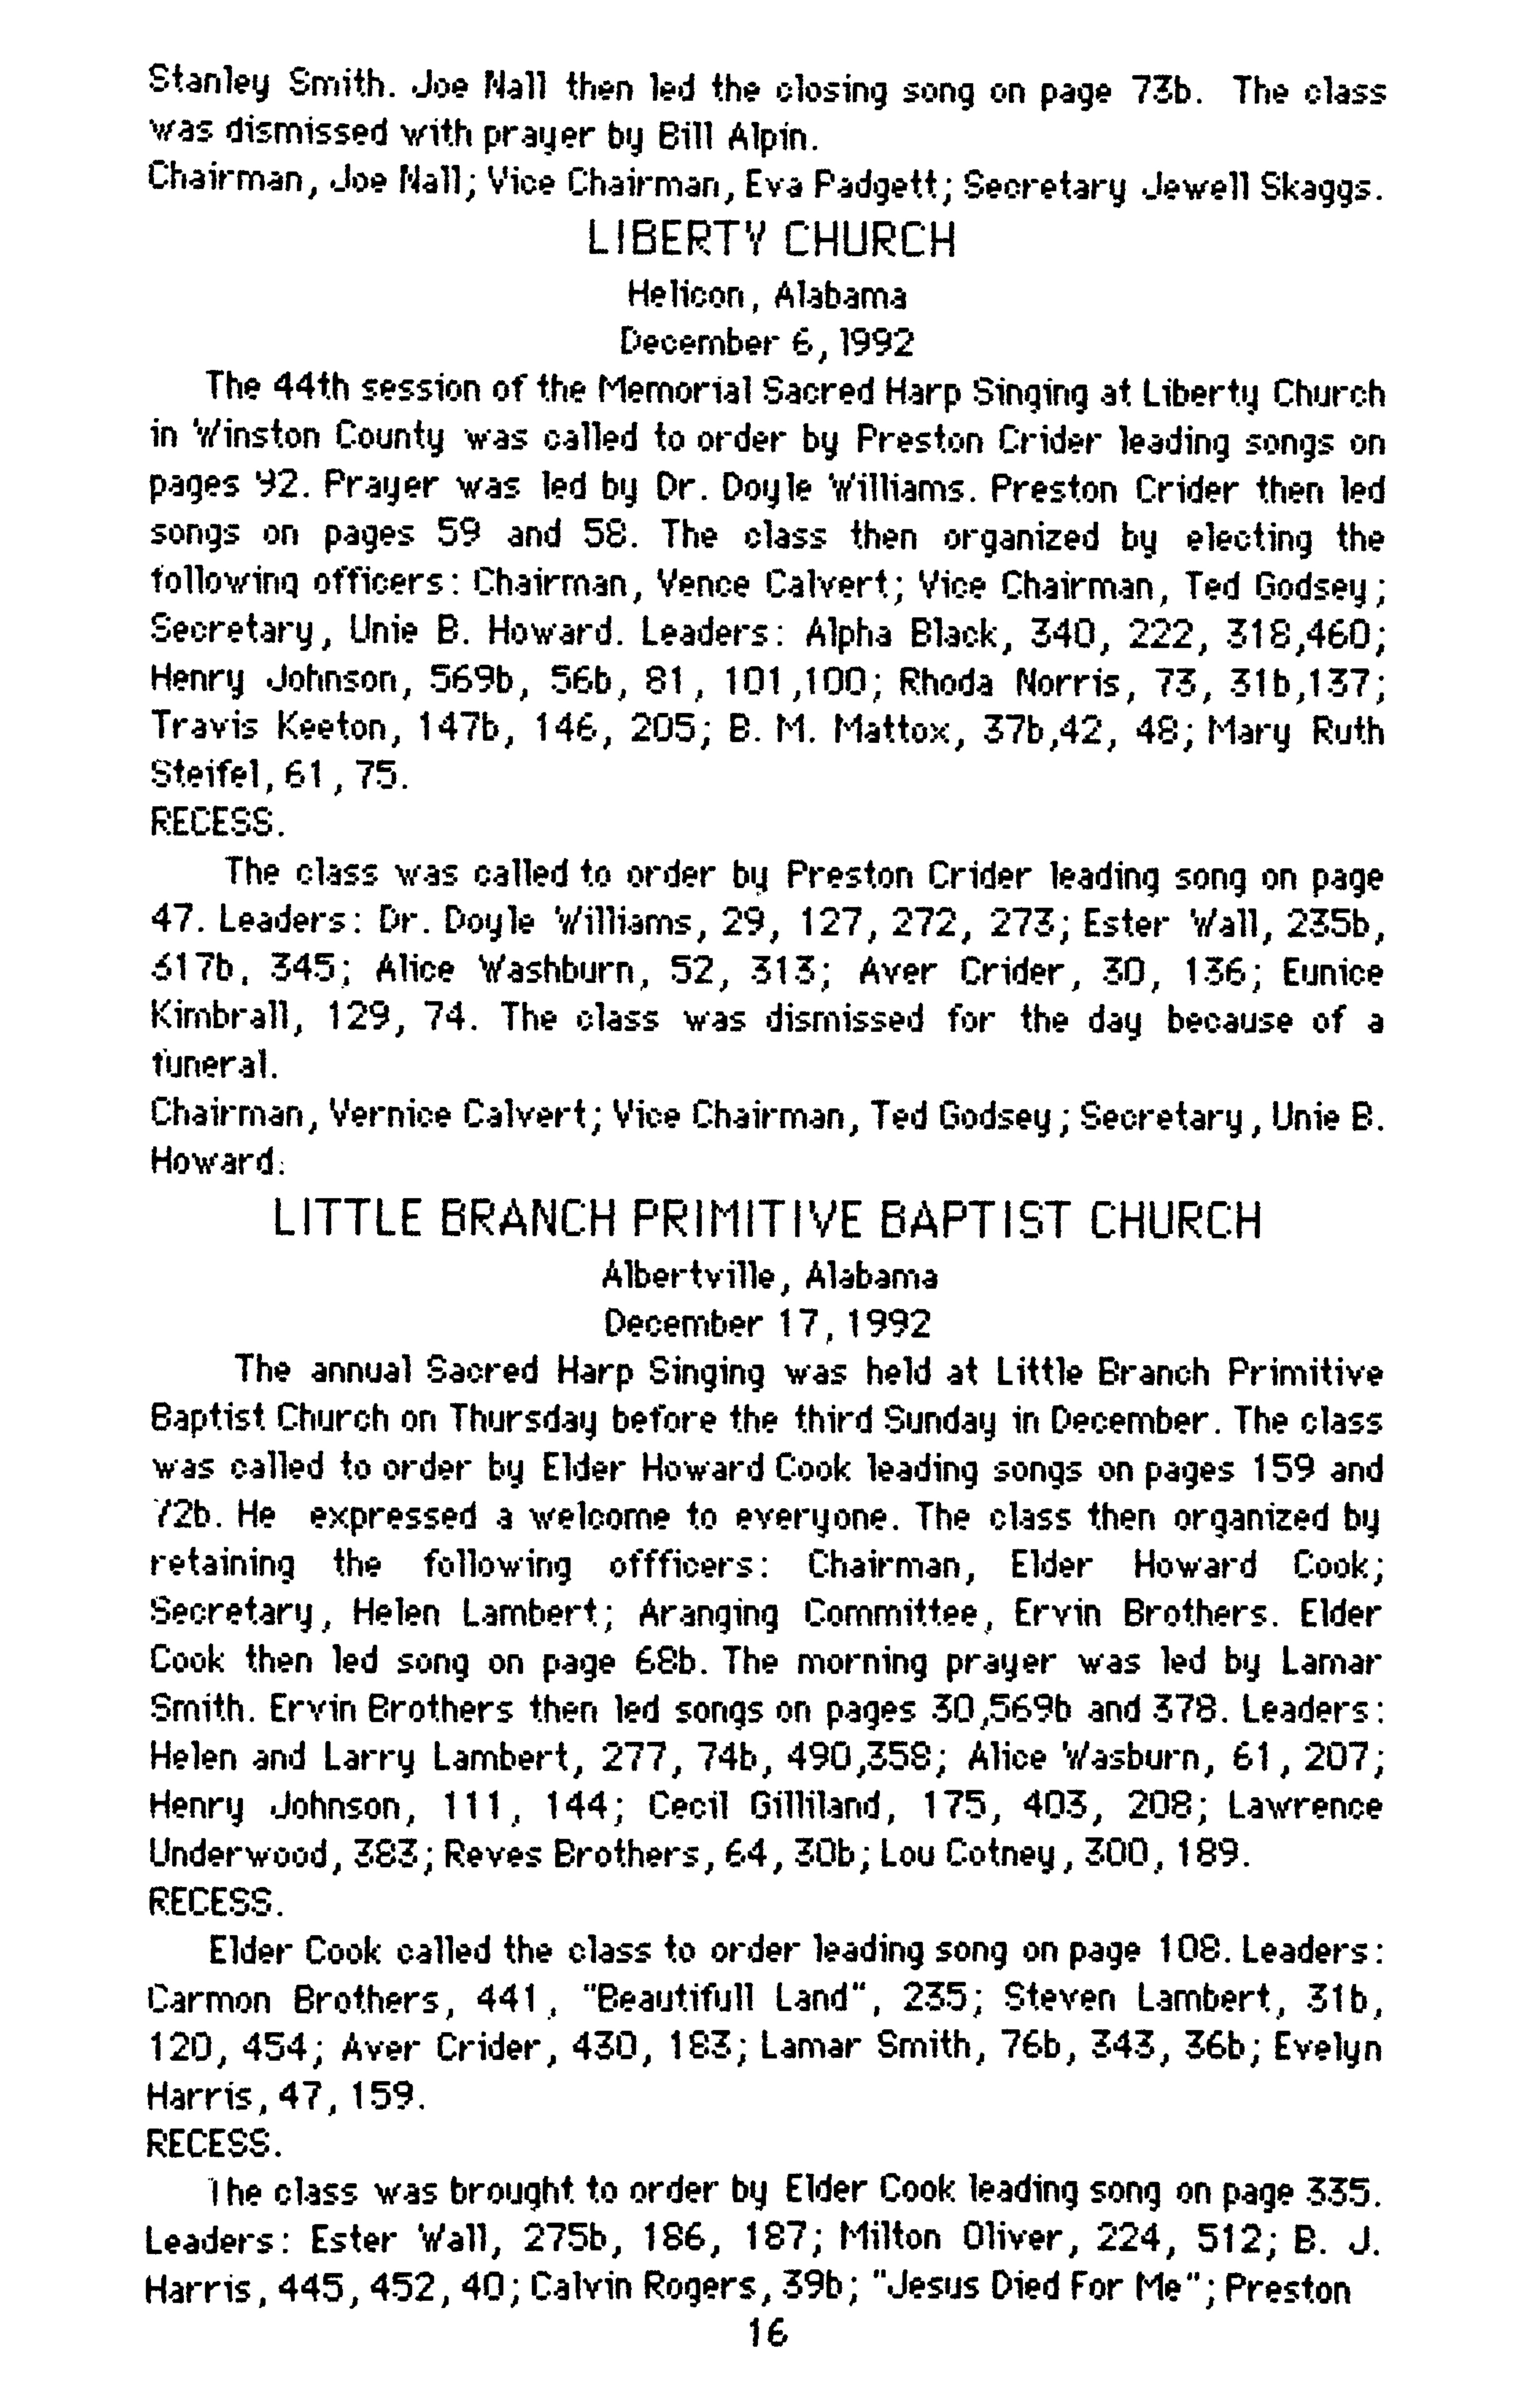 Stanley Smith. Joe Nall then led the closing song on page 73b. The class
was dismissed with prayer by Bill Alpin.
Chairman, Joe Nall; Vice Chairman, Eva Padgett; Secretary Jewell Skaggs.
LIBERTY CHURCH
Helicon, Alabama
December 6, 1992
The 44th session of the Memorial Sacred Harp Singing at Liberty Church
in Winston County was called to order by Preston Crider leading songs on
pages 92. Prayer was led by Dr. Doyle Williams. Preston Crider then led
songs on pages 59 and 58. The class then organized by electing the
following officers: Chairman, Vence Calvert; Vice Chairman, Ted Godsey;
Secretary, Unie B. Howard. Leaders: Alpha Black, 340, 222, 318,460;
Henry Johnson, 569b, 56b, 81, 101,100; Rhoda Norris, 73, 31b,137;
Travis Keeton, 147b, 146, 205; B. M. Mattox, 37b,42, 48; Mary Ruth
Steifel, 61, 75.
RECESS.
The class was called to order by Preston Crider leading song on page
47. Leaders: Dr. Doyle Williams, 29, 127, 272, 273; Ester Wall, 235b,
317b, 345; Alice Washburn, 52, 313; Aver Crider, 30, 136; Eunice
Kimbrall, 129, 74. The class was dismissed for the day because of a
funeral.
Chairman, Vernice Calvert; Vice Chairman, Ted Godsey; Secretary, Unie B.
Howard.
LITTLE BRANCH PRIMITIVE BAPTIST CHURCH
Albertville, Alabama
December 17, 1992
The annual Sacred Harp Singing was held at Little Branch Primitive
Baptist Church on Thursday before the third Sunday in December. The class
was called to order by Elder Howard Cook leading songs on pages 159 and
72b. He expressed a welcome to everyone. The class then organized by
retaining the following offficers: Chairman, Elder Howard Cook;
Secretary, Helen Lambert; Aranging Committee, Ervin Brothers. Elder
Cook then led song on page 68b. The morning prayer was led by Lamar
Smith. Ervin Brothers then led songs on pages 30,569b and 378. Leaders:
Helen and Larry Lambert, 277, 74b, 490,358; Alice Wasburn, 61, 207;
Henry Johnson, 111, 144; Cecil Gilliland, 175, 403, 208; Lawrence
Underwood, 383; Reves Brothers, 64, 30b; Lou Cotney, 300, 189.
RECESS.
Elder Cook called the class to order leading song on page 108. Leaders:
Carmon Brothers, 441, "Beautifull Land", 235; Steven Lambert, 31b,
120, 454; Aver Crider, 430, 183; Lamar Smith, 76b, 343, 36b; Evelyn
Harris, 47, 159.
RECESS.
The class was brought to order by Elder Cook leading song on page 335.
Leaders: Ester Wall, 275b, 186, 187; Milton Oliver, 224, 512; B. J.
Harris, 445, 452, 40; Calvin Rogers, 39b; "Jesus Died For Me"; Preston
16